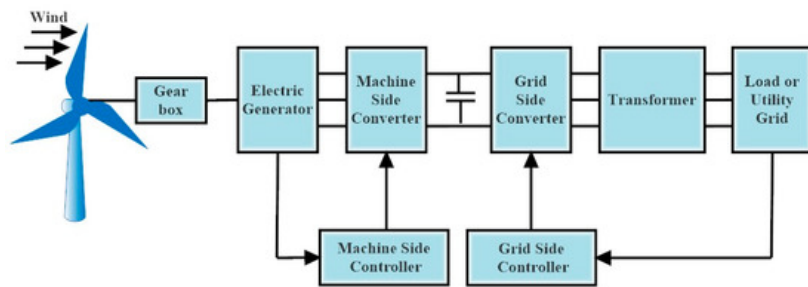 Wind
Gear
box
Electric
Generator
Machine
Side
Converter
Grid
Side
Converter
Transformer
Load or
Utility
Grid
Machine Side
Controller
Grid Side
Controller